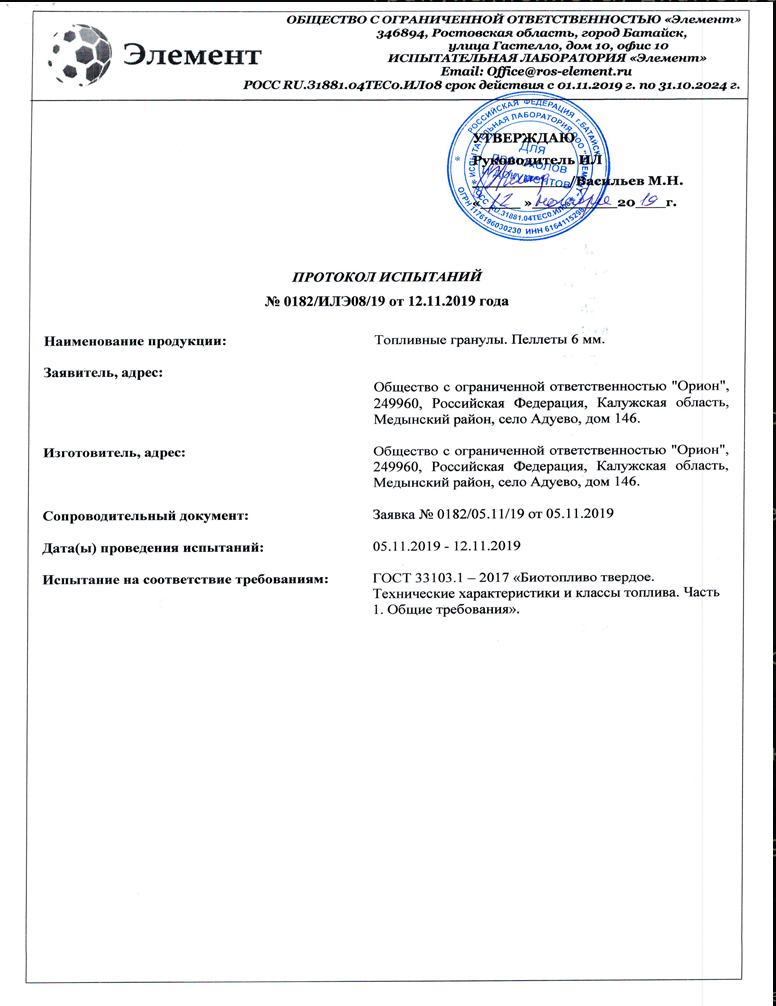 ОБЩЕСТВО С ОГРАНИЧЕННОЙ ОТВЕТСТВЕННОСТЬЮ «Элемент»
346894, Ростовская область, город Батайск,
улица Гастелло, дом 10, офис 10
ИСПЫТАТЕЛЬНАЯ ЛАБОРАТОРИЯ «Элемент»
Email: Office@ros-element.ru
РОСС RU.31881.04ТЕС0.ИЛ08 срок действия с 01.11.2019 г. по 31.10.2024 г.
Элемент
РОССИЙСКАЯ ФЕДЕРАЦИЯ г.БАТАЙСК
ИСПЫТАТЕЛЬНАЯ ЛАБОРАТОРИЯ ООО
РОСС RU.31881.04ТЕС0.ИЛ08
ОГРН 1176196030230 ИНН 6164115298
Для
протоколов
документов
УТВЕРЖДАЮ
Руководитель ИЛ
/Васильев М.Н.
« 12 » ноября 2019 г.
ПРОТОКОЛ ИСПЫТАНИЙ
№ 0182/ИЛЭ08/19 от 12.11.2019 года
Наименование продукции: Топливные гранулы. Пеллеты 6 мм.
Заявитель, адрес:
Общество с ограниченной ответственностью "Орион",
249960, Российская Федерация, Калужская область,
Медынский район, село Адуево, дом 146.
Изготовитель, адрес: Общество с ограниченной ответственностью "Орион",
249960, Российская Федерация, Калужская область,
Медынский район, село Адуево, дом 146.
Сопроводительный документ: Заявка № 0182/05.11/19 от 05.11.2019
Дата(ы) проведения испытаний: 05.11.2019 - 12.11.2019
Испытание на соответствие требованиям: ГОСТ 33103.1 – 2017 «Биотопливо твердое.
Технические характеристики и классы топлива. Часть
1. Общие требования».